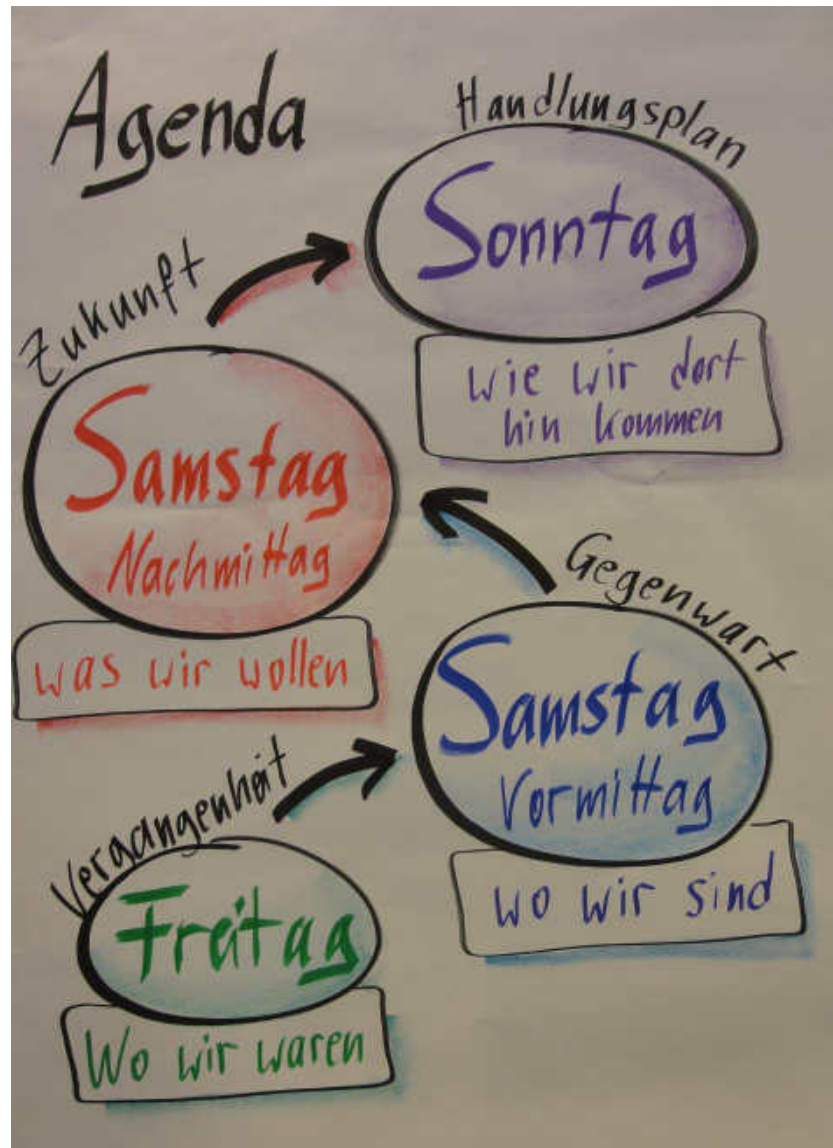 Agenda
Handlungsplan
Sonntag
wie wir dort
hin kommen
Zukunft
Samstag
Nachmittag
was wir wollen
Gegenwart
Samstag
Vormittag
wo wir sind
Vergangenheit
Freitag
Wo wir waren